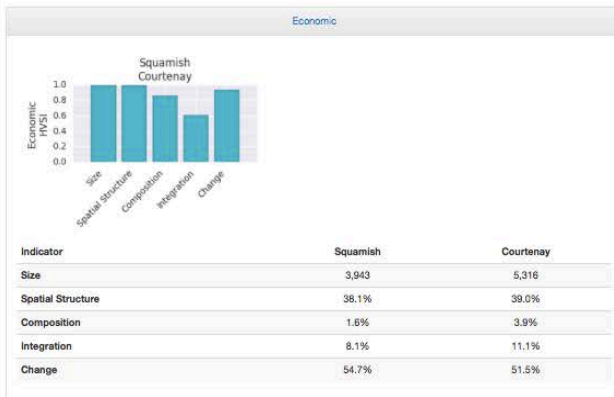 Economic
Squamish
Courtenay
Economic
HVSI
1.0
0.8
0.6
0.4
0.2
0.0
Size
Spatial Structure
Composition
Integration
Change
Indicator Squamish Courtenay
Size 3,943 5,316
Spatial Structure 38.1% 39.0%
Composition 1.6% 3.9%
Integration 8.1% 11.1%
Change 54.7% 51.5%